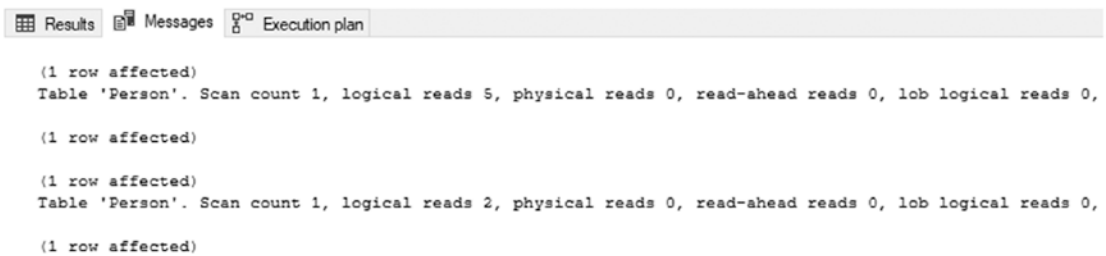 Results Messages Execution plan
(1 row affected)
Table 'Person'. Scan count 1, logical reads 5, physical reads 0, read-ahead reads 0, lob logical reads 0,
(1 row affected)
(1 row affected)
Table 'Person'. Scan count 1, logical reads 2, physical reads 0, read-ahead reads 0, lob logical reads 0,
(1 row affected)